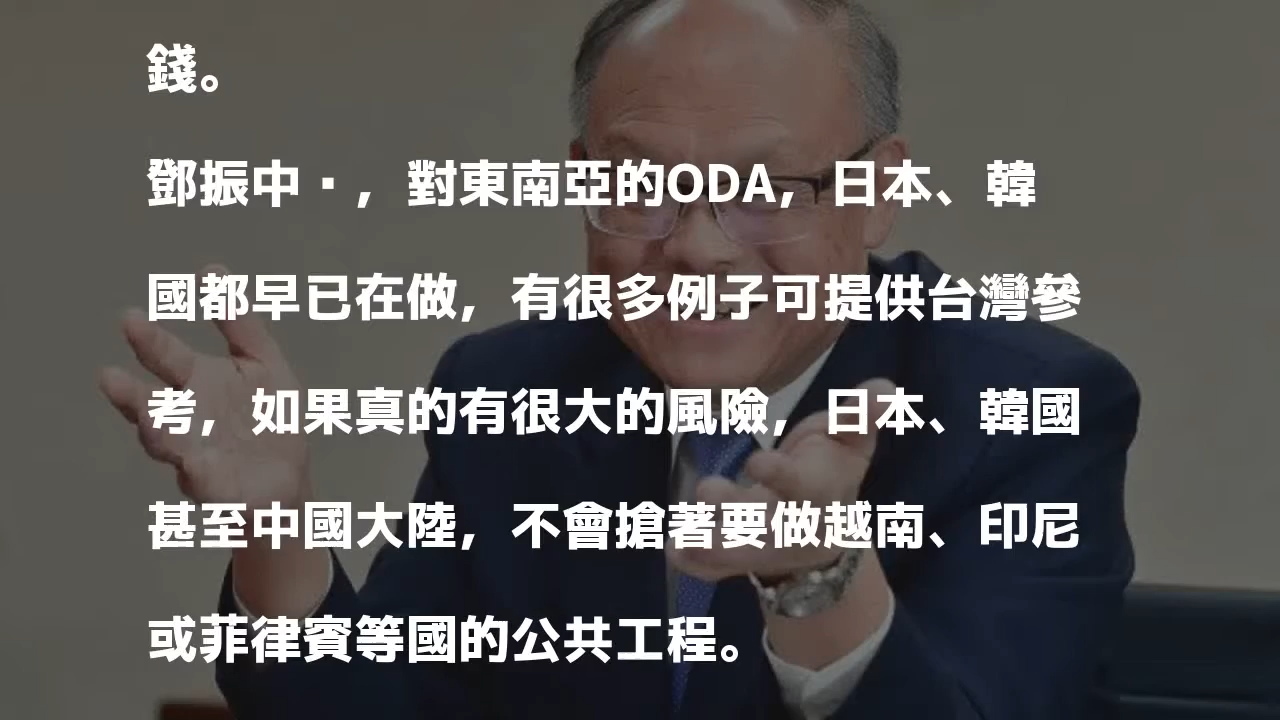 錢。
鄧振中▪，對東南亞的ODA，日本、韓
國都早已在做，有很多例子可提供台灣參
考，如果真的有很大的風險，日本、韓國
甚至中國大陸，不會搶著要做越南、印尼
或菲律賓等國的公共工程。